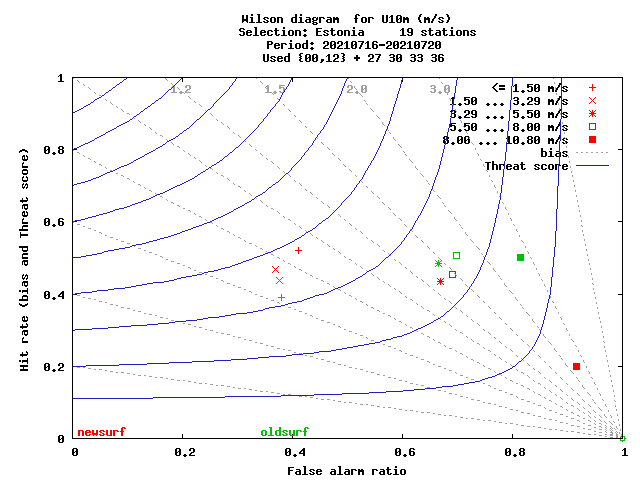 Wilson diagram  for U10m (m/s)
Selection: Estonia     19 stations
Period: 20210716-20210720
Used {00,12} + 27 30 33 36
1.2 1.5 2.0 3.0
<= 1.50 m/s
1.50 ... 3.29 m/s
3.29 ... 5.50 m/s
5.50 ... 8.00 m/s
8.00 ... 10.80 m/s
bias
Threat score
Hit rate (bias and Threat score)
1
0.8
0.6
0.4
0.2
0
newsurf oldsurf
0 0.2 0.4 0.6 0.8 1
False alarm ratio